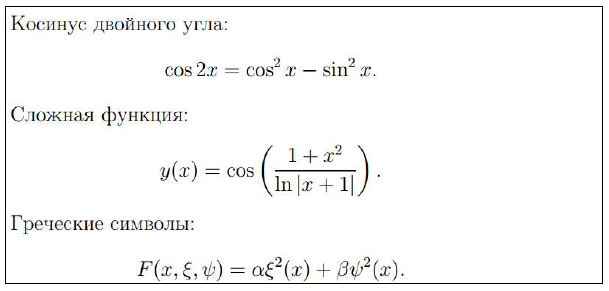 Косинус двойного угла:
cos 2x = cos² x − sin² x.
Сложная функция:
y(x) = cos ( (1 + x²) / (ln |x + 1|) ).
Греческие символы:
F(x, ξ, ψ) = αξ²(x) + βψ²(x).